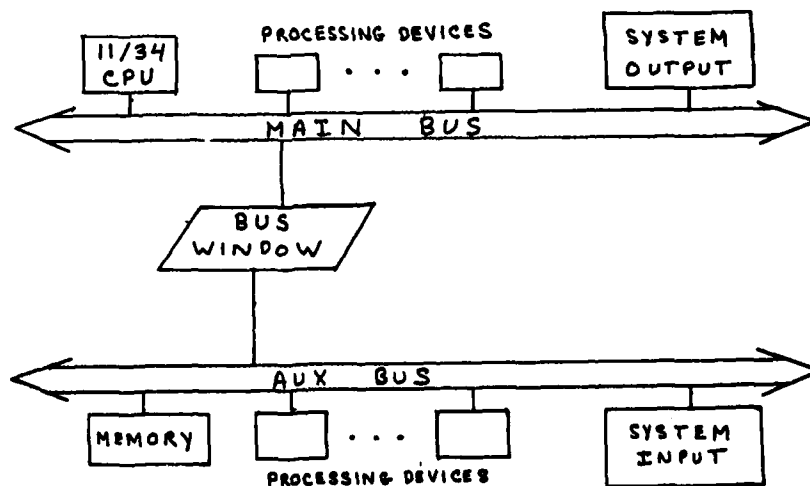 11/34
CPU
PROCESSING DEVICES
. . .
SYSTEM
OUTPUT
MAIN BUS
BUS
WINDOW
AUX BUS
MEMORY
. . .
PROCESSING DEVICES
SYSTEM
INPUT